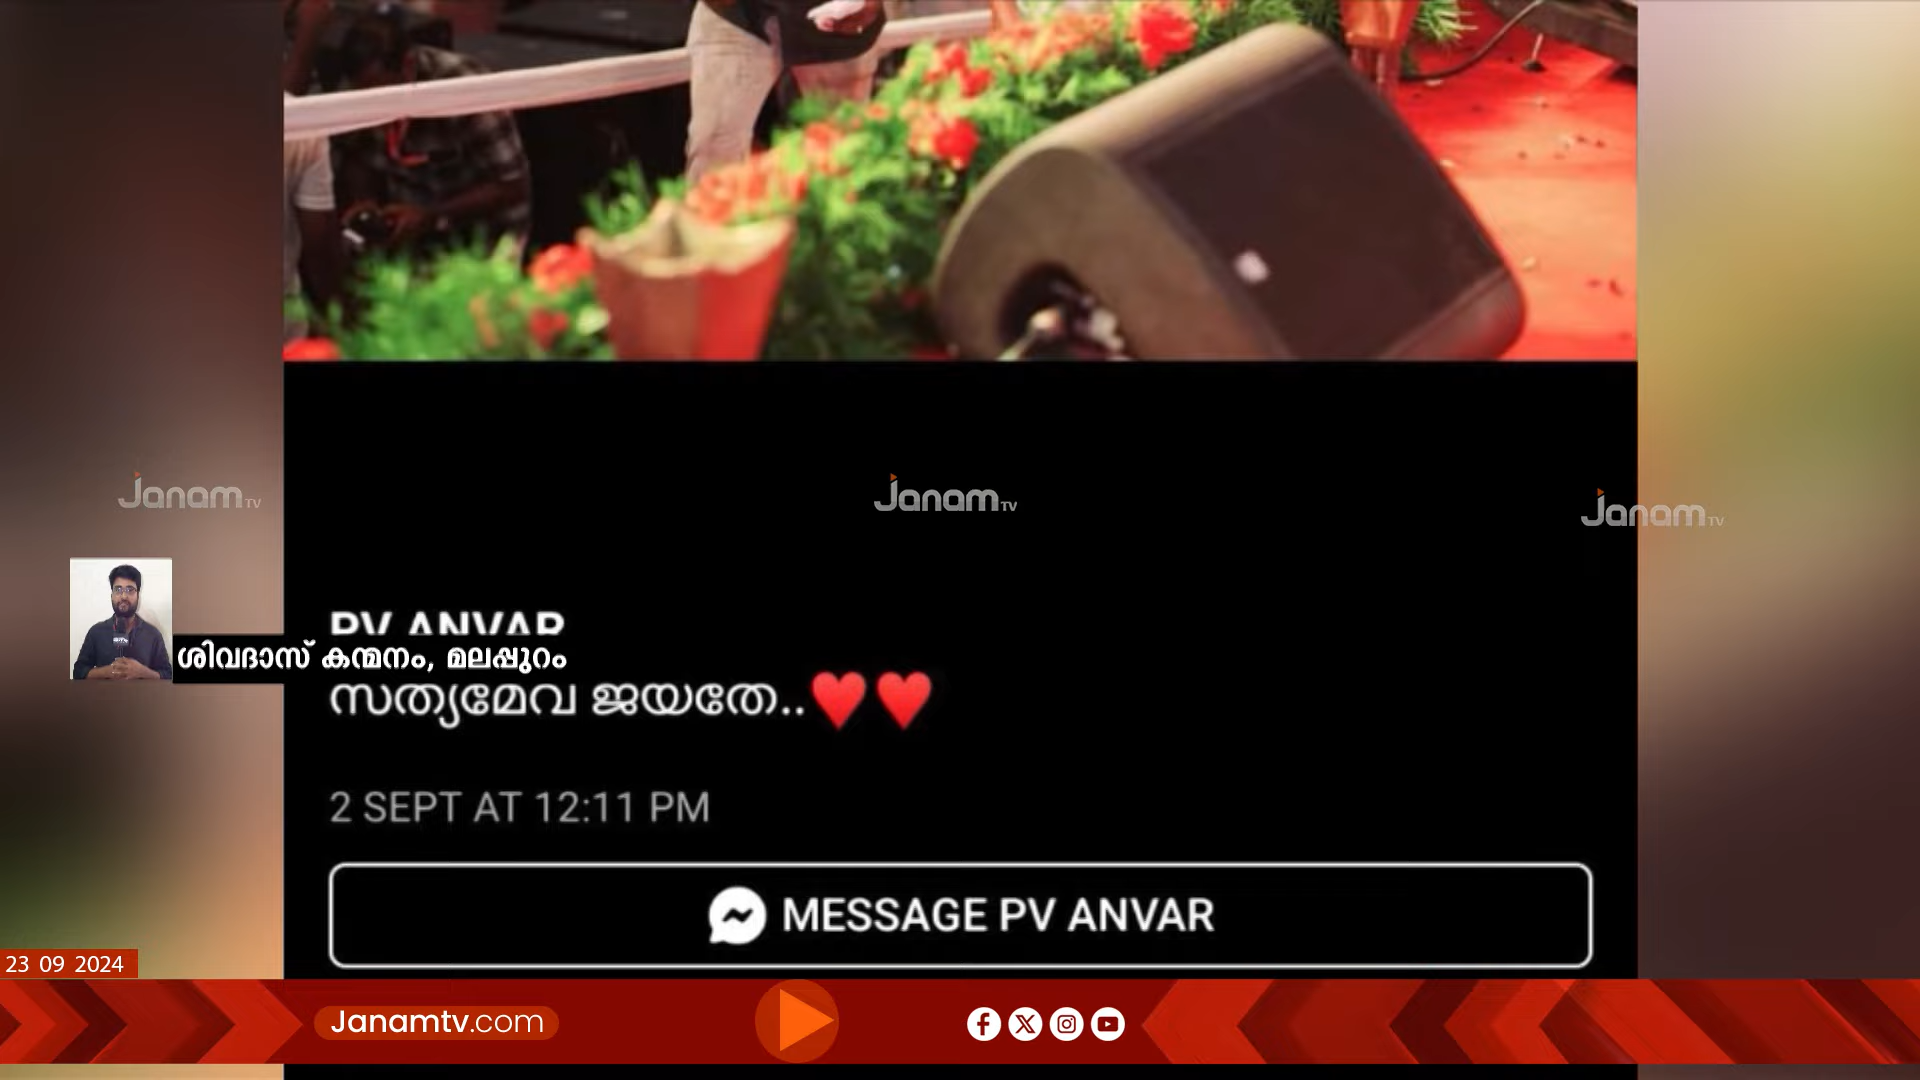 Janam TV
Janam TV
Janam TV
PV ANVAR
ശിവദാസ് കന്മനം, മലപ്പുറം
സത്യമേവ ജയതേ..❤️❤️
2 SEPT AT 12:11 PM
MESSAGE PV ANVAR
23 09 2024
Janamtv.com